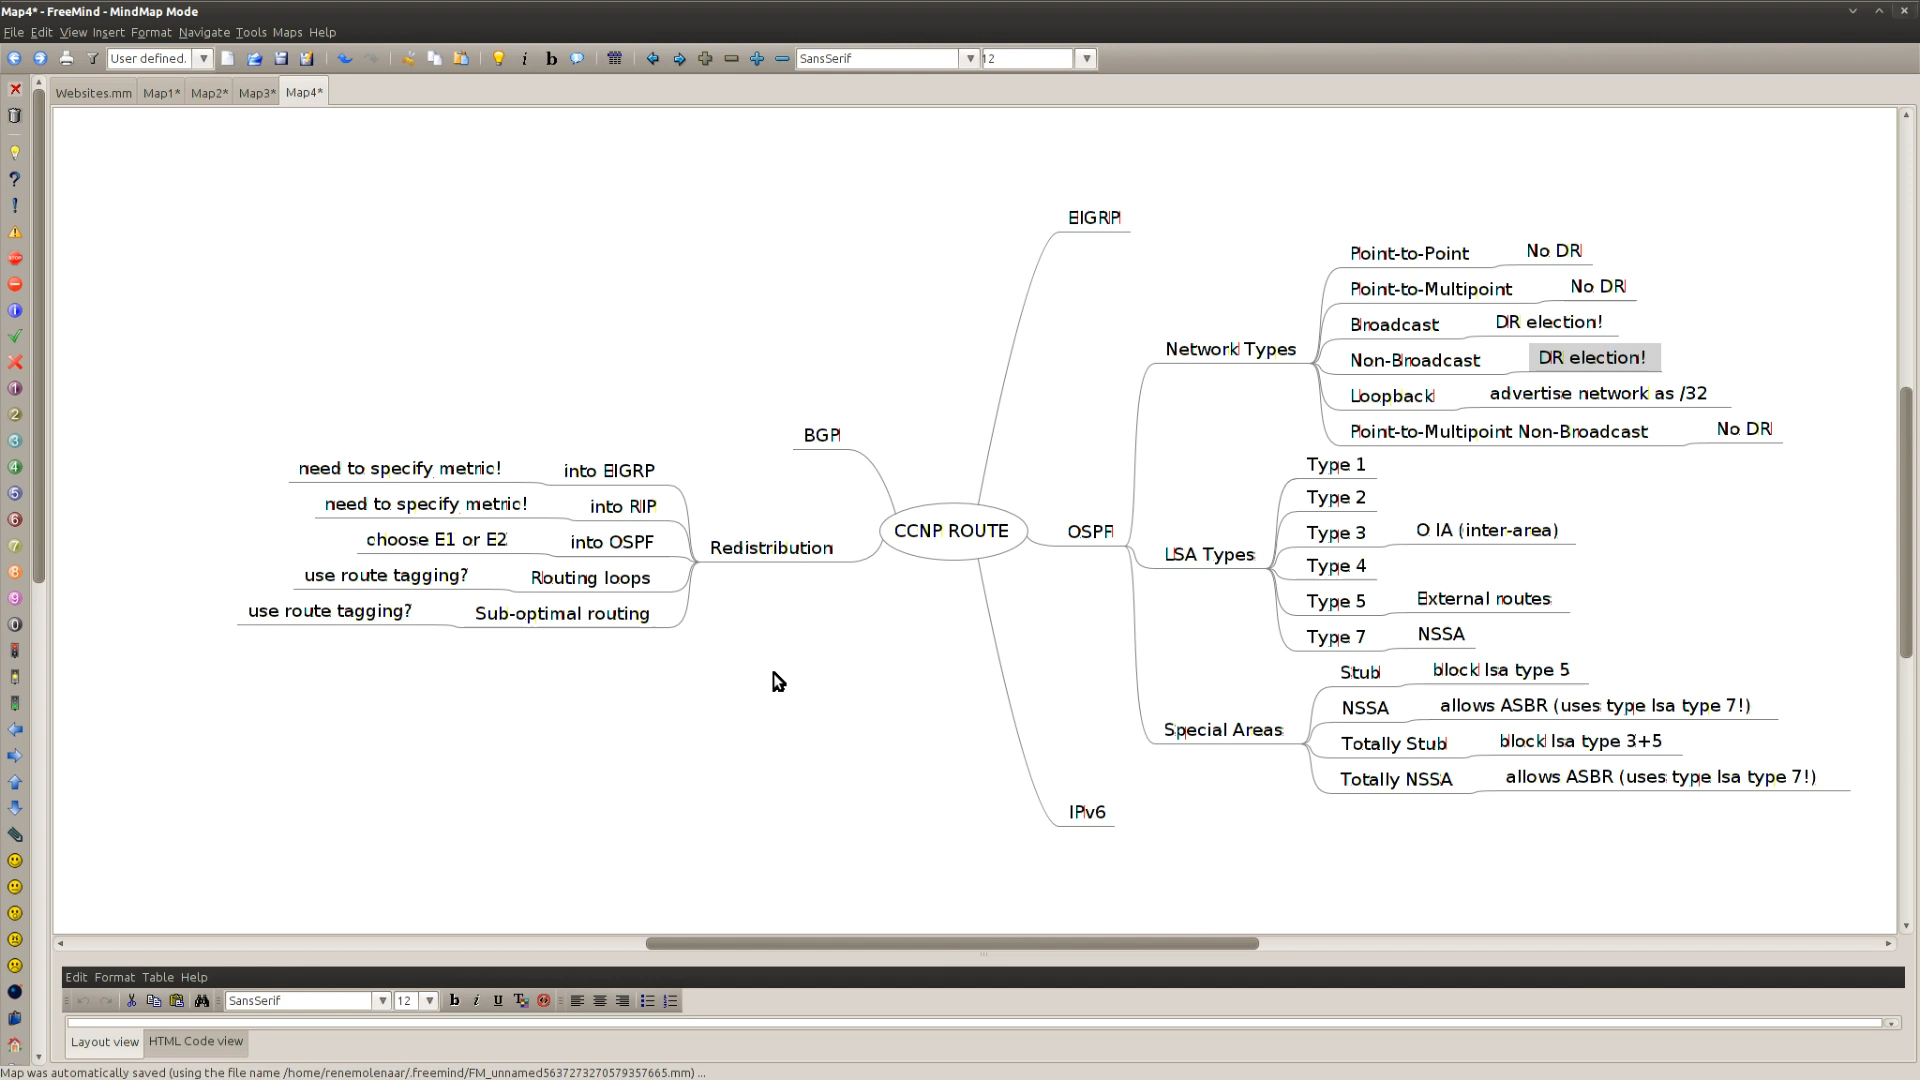 Map4* - FreeMind - MindMap Mode
File Edit View Insert Format Navigate Tools Maps Help
User defined. SansSerif 12
Websites.mm Map1* Map2* Map3* Map4*
EIGRP
Network Types
Point-to-Point No DR
Point-to-Multipoint No DR
Broadcast DR election!
Non-Broadcast DR election!
Loopback advertise network as /32
Point-to-Multipoint Non-Broadcast No DR
BGP
need to specify metric! into EIGRP
need to specify metric! into RIP
choose E1 or E2 into OSPF
use route tagging? Routing loops
use route tagging? Sub-optimal routing
Redistribution
CCNP ROUTE
OSPF
LSA Types
Type 1
Type 2
Type 3 O IA (inter-area)
Type 4
Type 5 External routes
Type 7 NSSA
Special Areas
Stub block lsa type 5
NSSA allows ASBR (uses type lsa type 7!)
Totally Stub block lsa type 3+5
Totally NSSA allows ASBR (uses type lsa type 7!)
IPv6
Edit Format Table Help
SansSerif 12
Layout view HTML Code view
Map was automatically saved (using the file name /home/renemolenaar/.freemind/FM_unnamed5637273270579357665.mm) ...